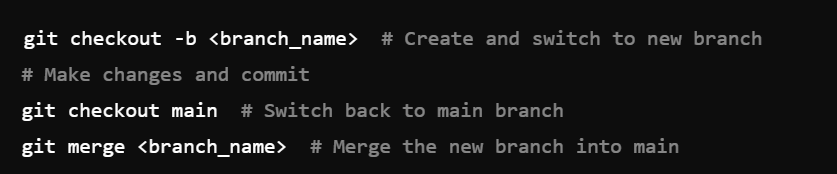 git checkout -b <branch_name>  # Create and switch to new branch
# Make changes and commit
git checkout main  # Switch back to main branch
git merge <branch_name>  # Merge the new branch into main